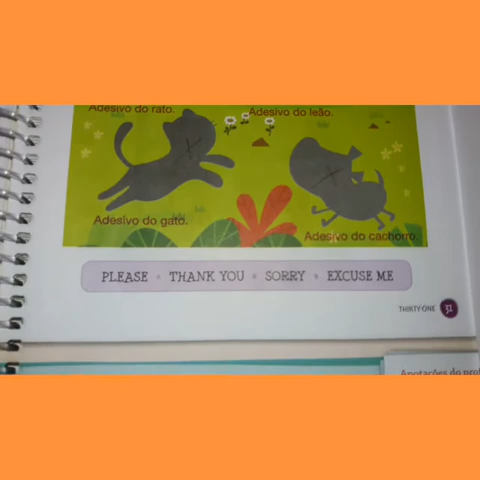 Adesivo do rato.
Adesivo do leão.
Adesivo do gato.
Adesivo do cachorro.
PLEASE • THANK YOU • SORRY • EXCUSE ME
THIRTY ONE 31
Anotações do prof